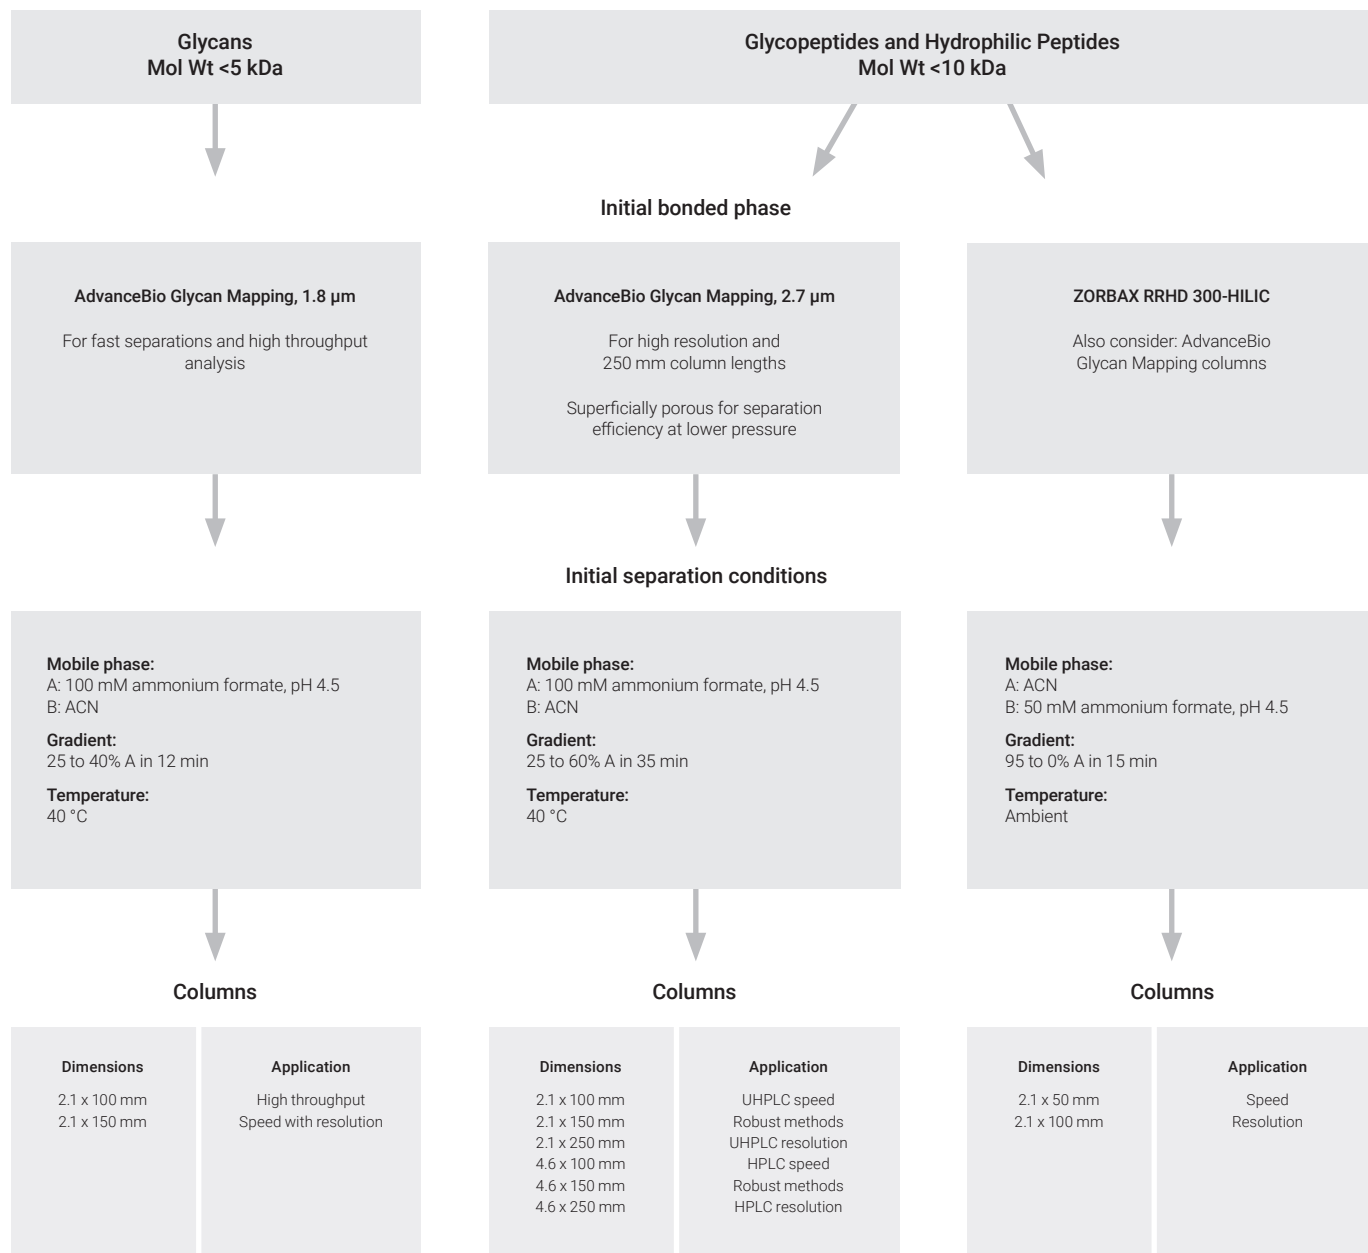 Glycans
Mol Wt <5 kDa
Glycopeptides and Hydrophilic Peptides
Mol Wt <10 kDa
Initial bonded phase
AdvanceBio Glycan Mapping, 1.8 µm
For fast separations and high throughput
analysis
AdvanceBio Glycan Mapping, 2.7 µm
For high resolution and
250 mm column lengths
Superficially porous for separation
efficiency at lower pressure
ZORBAX RRHD 300-HILIC
Also consider: AdvanceBio
Glycan Mapping columns
Initial separation conditions
Mobile phase:
A: 100 mM ammonium formate, pH 4.5
B: ACN
Gradient:
25 to 40% A in 12 min
Temperature:
40 °C
Mobile phase:
A: 100 mM ammonium formate, pH 4.5
B: ACN
Gradient:
25 to 60% A in 35 min
Temperature:
40 °C
Mobile phase:
A: ACN
B: 50 mM ammonium formate, pH 4.5
Gradient:
95 to 0% A in 15 min
Temperature:
Ambient
Columns
Dimensions Application
2.1 x 100 mm High throughput
2.1 x 150 mm Speed with resolution
Columns
Dimensions Application
2.1 x 100 mm UHPLC speed
2.1 x 150 mm Robust methods
2.1 x 250 mm UHPLC resolution
4.6 x 100 mm HPLC speed
4.6 x 150 mm Robust methods
4.6 x 250 mm HPLC resolution
Columns
Dimensions Application
2.1 x 50 mm Speed
2.1 x 100 mm Resolution